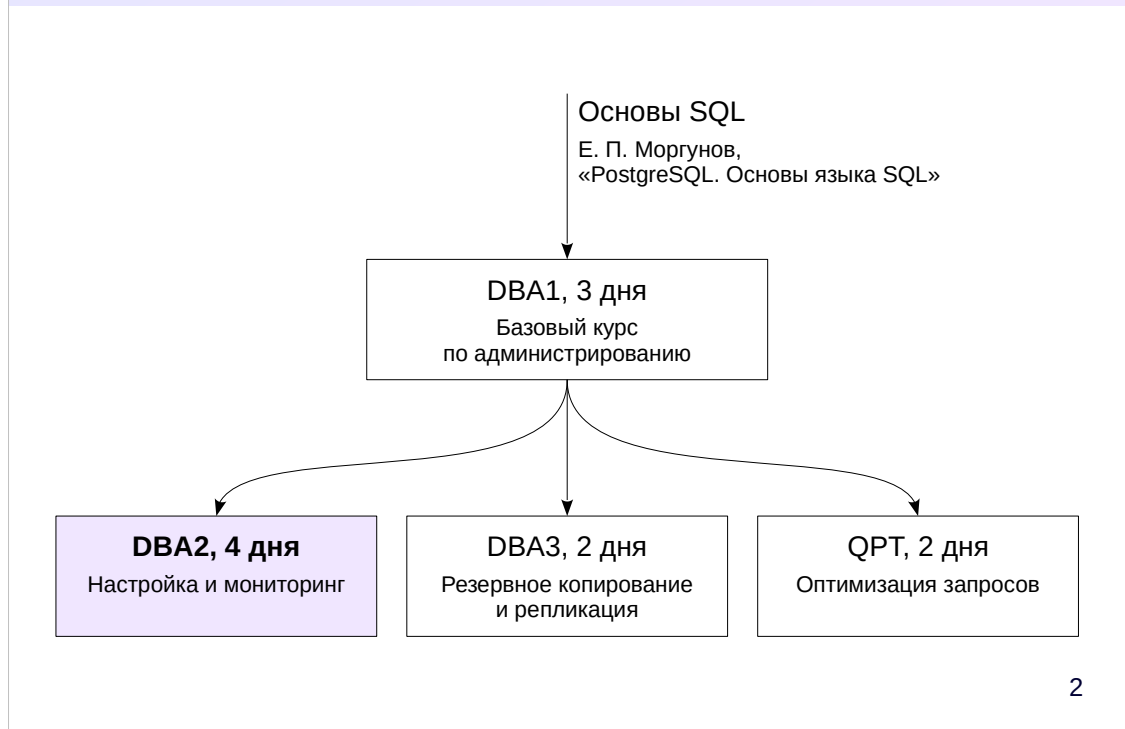 Основы SQL
Е. П. Моргунов,
«PostgreSQL. Основы языка SQL»
DBA1, 3 дня
Базовый курс
по администрированию
DBA2, 4 дня
Настройка и мониторинг
DBA3, 2 дня
Резервное копирование
и репликация
QPT, 2 дня
Оптимизация запросов
2